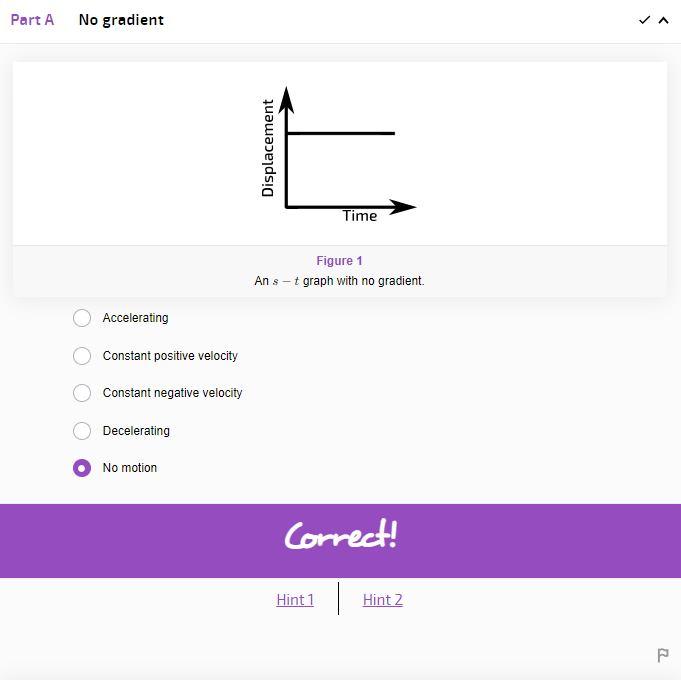 Part A No gradient
Displacement
Time
Figure 1
An s − t graph with no gradient.
Accelerating
Constant positive velocity
Constant negative velocity
Decelerating
No motion
Correct!
Hint 1 Hint 2